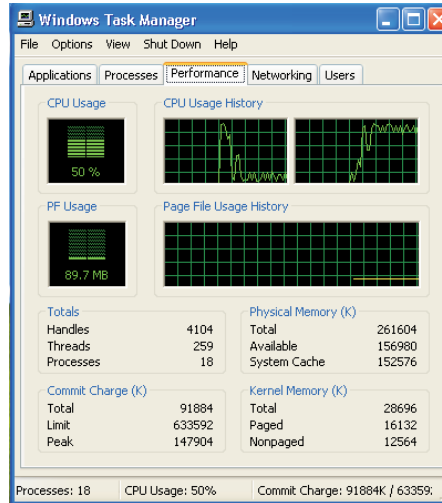 Windows Task Manager
File Options View Shut Down Help
Applications Processes Performance Networking Users
CPU Usage CPU Usage History
50 %
PF Usage Page File Usage History
89.7 MB
Totals
Handles 4104
Threads 259
Processes 18
Physical Memory (K)
Total 261604
Available 156980
System Cache 152576
Commit Charge (K)
Total 91884
Limit 633592
Peak 147904
Kernel Memory (K)
Total 28696
Paged 16132
Nonpaged 12564
Processes: 18 CPU Usage: 50% Commit Charge: 91884K / 633592